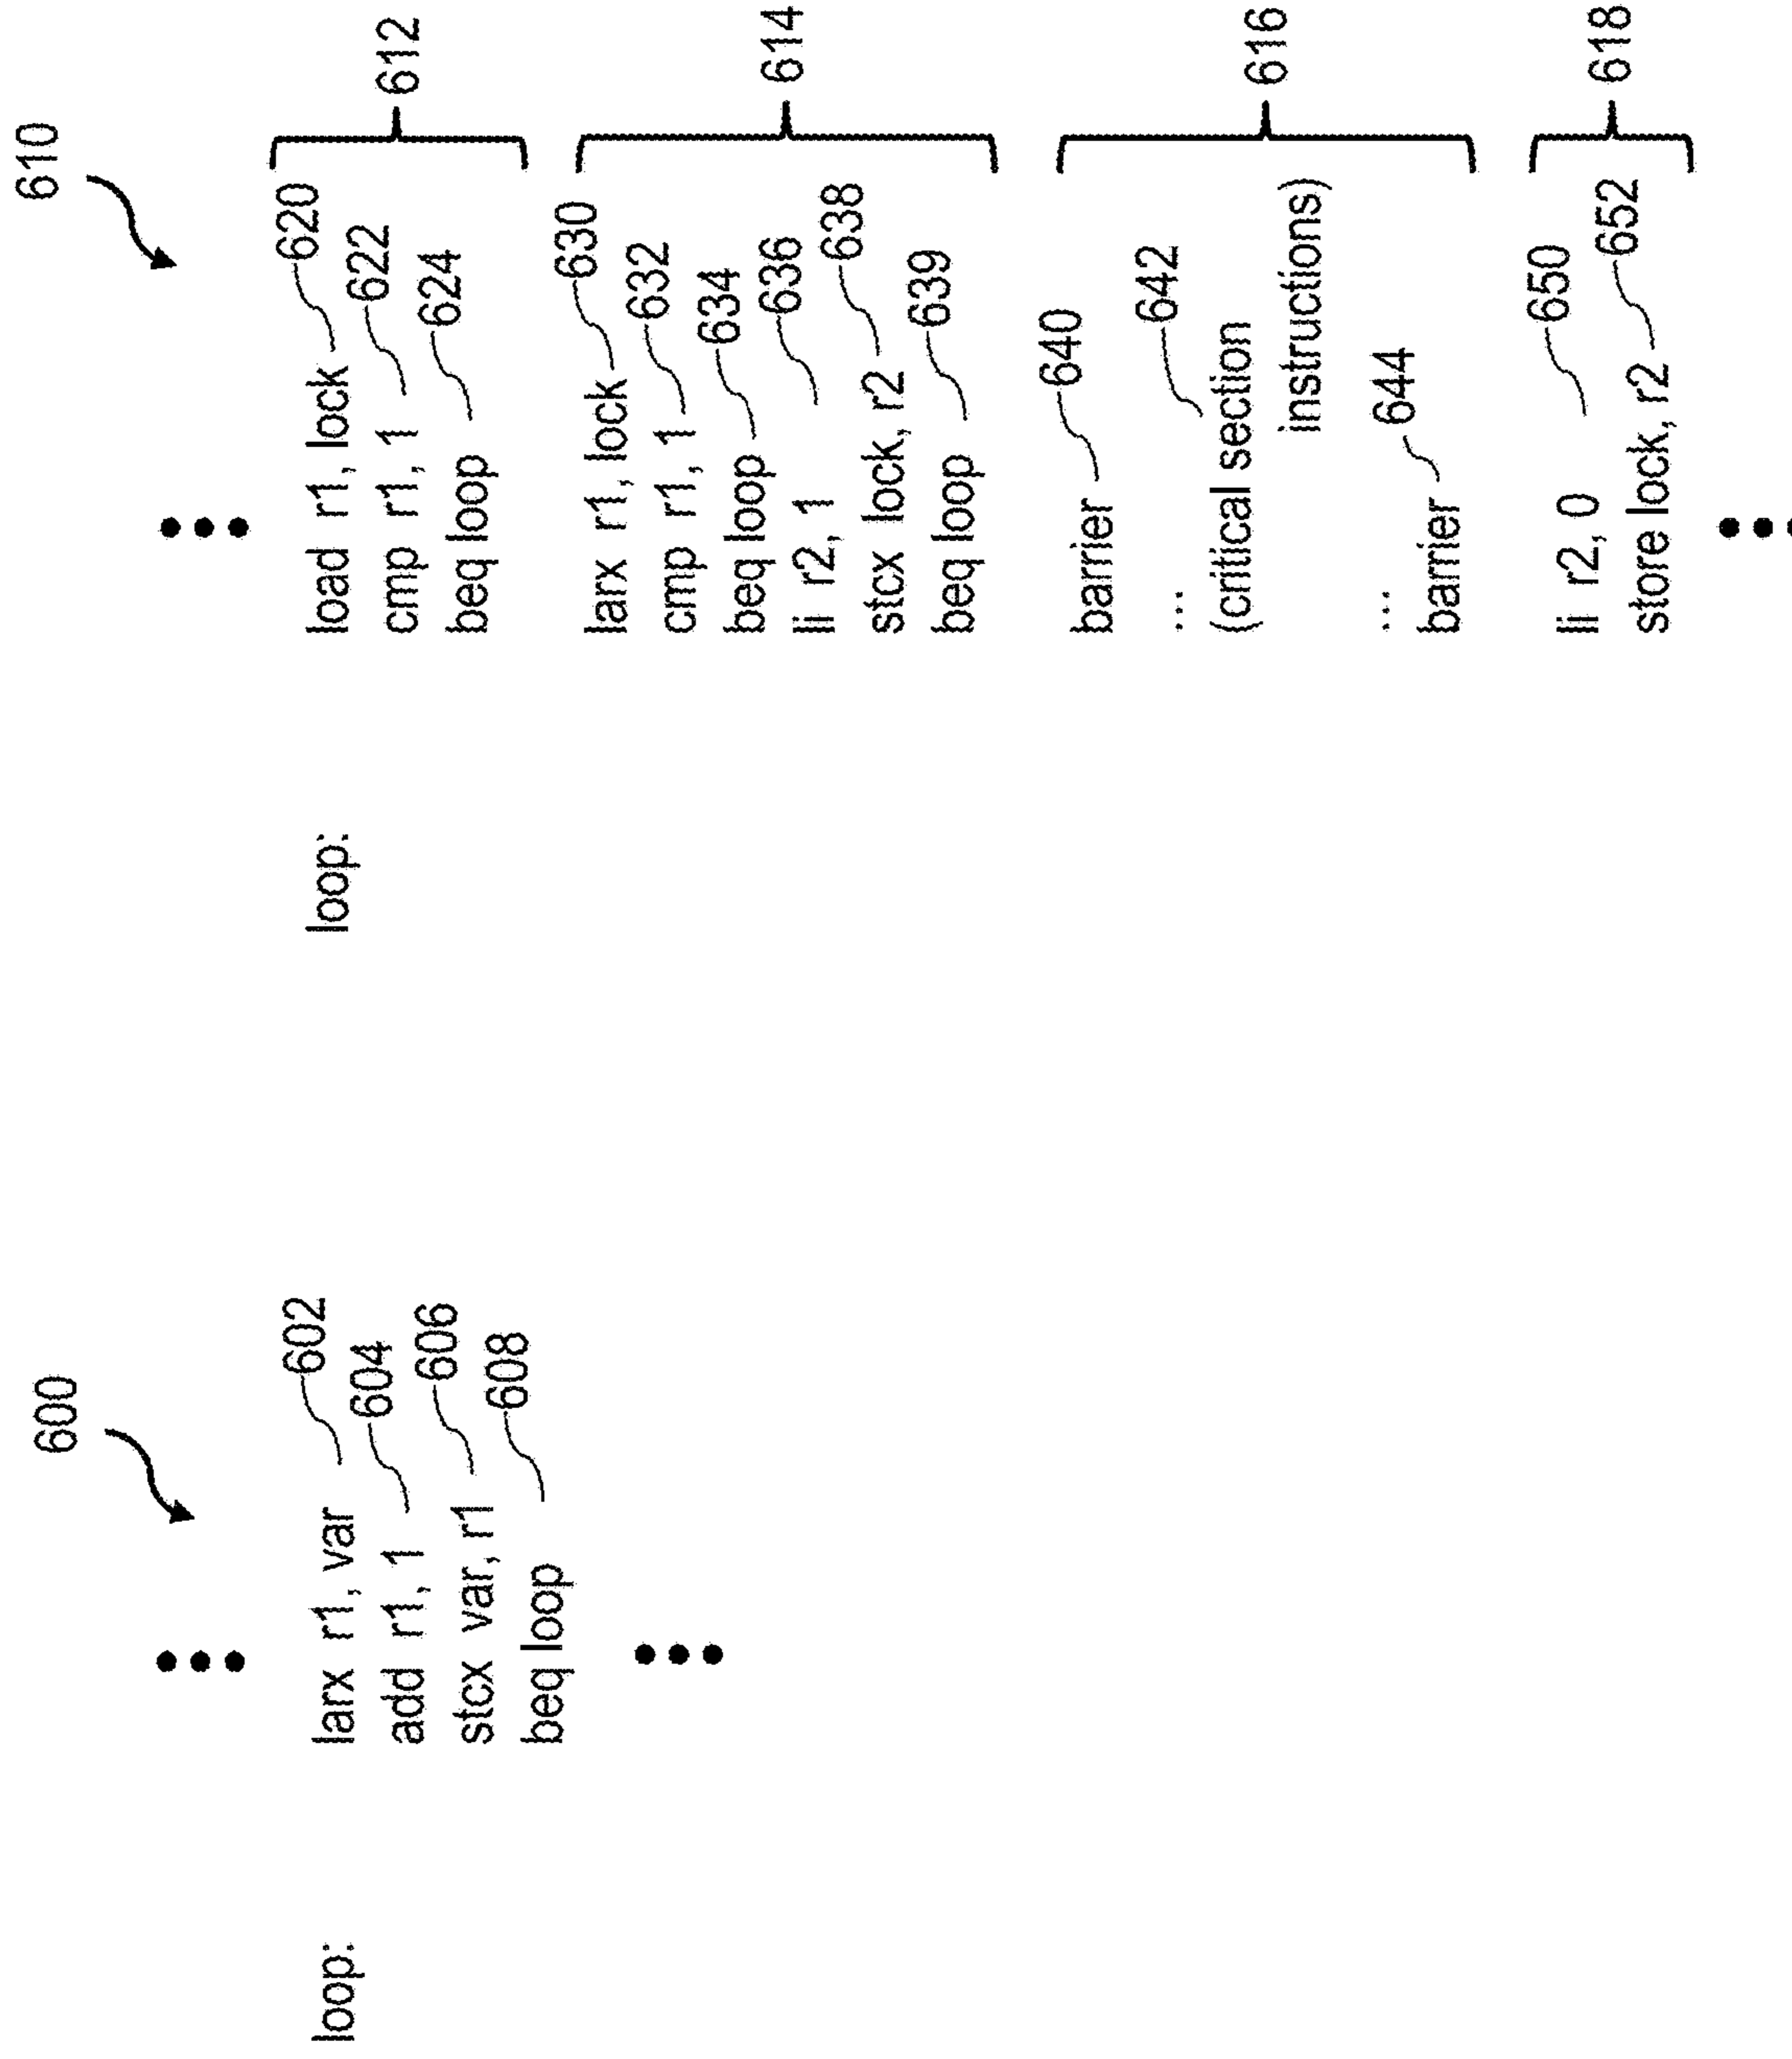 600
loop: larx r1, var 602
add r1, 1 604
stcx var, r1 606
beq loop 608
610
loop: load r1, lock 620
cmp r1, 1 622
beq loop 624
612
larx r1, lock 630
cmp r1, 1 632
beq loop 634
li r2, 1 636
stcx lock, r2 638
beq loop 639
614
barrier 640
... 642
(critical section
instructions)
... 644
barrier
616
li r2, 0 650
store lock, r2 652
618